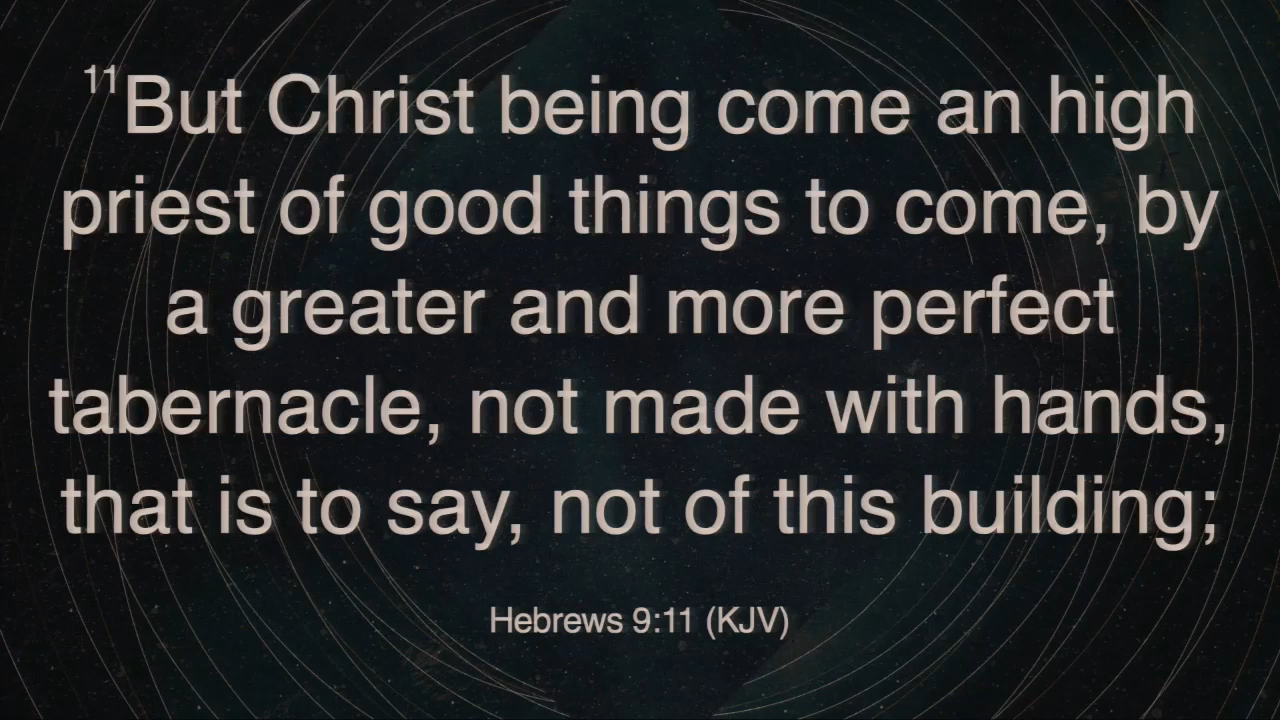 11But Christ being come an high
priest of good things to come, by
a greater and more perfect
tabernacle, not made with hands,
that is to say, not of this building;
Hebrews 9:11 (KJV)